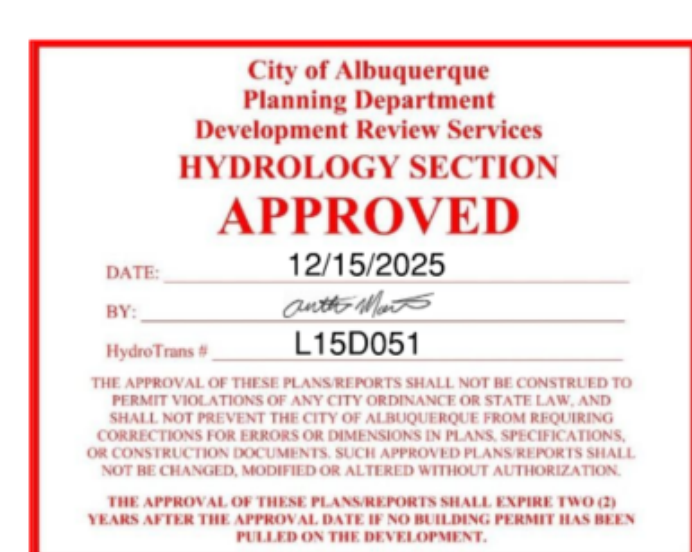 City of Albuquerque
Planning Department
Development Review Services
HYDROLOGY SECTION
APPROVED
DATE: 12/15/2025
BY:
HydroTrans # L15D051
THE APPROVAL OF THESE PLANS/REPORTS SHALL NOT BE CONSTRUED TO
PERMIT VIOLATIONS OF ANY CITY ORDINANCE OR STATE LAW, AND
SHALL NOT PREVENT THE CITY OF ALBUQUERQUE FROM REQUIRING
CORRECTIONS FOR ERRORS OR DIMENSIONS IN PLANS, SPECIFICATIONS,
OR CONSTRUCTION DOCUMENTS. SUCH APPROVED PLANS/REPORTS SHALL
NOT BE CHANGED, MODIFIED OR ALTERED WITHOUT AUTHORIZATION.
THE APPROVAL OF THESE PLANS/REPORTS SHALL EXPIRE TWO (2)
YEARS AFTER THE APPROVAL DATE IF NO BUILDING PERMIT HAS BEEN
PULLED ON THE DEVELOPMENT.